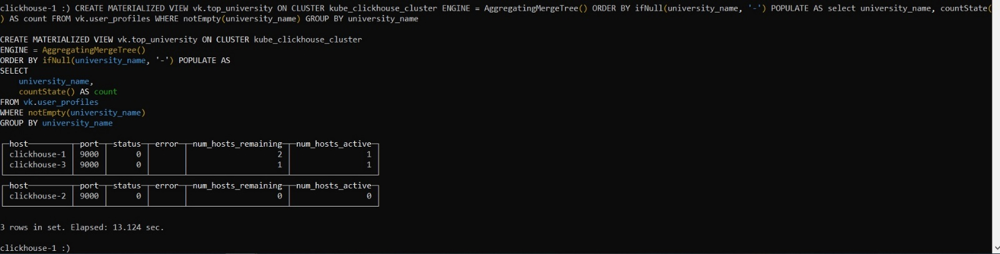 clickhouse-1 :) CREATE MATERIALIZED VIEW vk.top_university ON CLUSTER kube_clickhouse_cluster ENGINE = AggregatingMergeTree() ORDER BY ifNull(university_name, '-') POPULATE AS select university_name, countState(
) AS count FROM vk.user_profiles WHERE notEmpty(university_name) GROUP BY university_name
CREATE MATERIALIZED VIEW vk.top_university ON CLUSTER kube_clickhouse_cluster
ENGINE = AggregatingMergeTree()
ORDER BY ifNull(university_name, '-') POPULATE AS
SELECT
    university_name,
    countState() AS count
FROM vk.user_profiles
WHERE notEmpty(university_name)
GROUP BY university_name
┌─host─────────┬─port─┬─status─┬─error─┬─num_hosts_remaining─┬─num_hosts_active─┐
│ clickhouse-1 │ 9000 │      0 │       │                   2 │                1 │
│ clickhouse-3 │ 9000 │      0 │       │                   1 │                1 │
└──────────────┴──────┴────────┴───────┴─────────────────────┴──────────────────┘
┌─host─────────┬─port─┬─status─┬─error─┬─num_hosts_remaining─┬─num_hosts_active─┐
│ clickhouse-2 │ 9000 │      0 │       │                   0 │                0 │
└──────────────┴──────┴────────┴───────┴─────────────────────┴──────────────────┘
3 rows in set. Elapsed: 13.124 sec.
clickhouse-1 :)